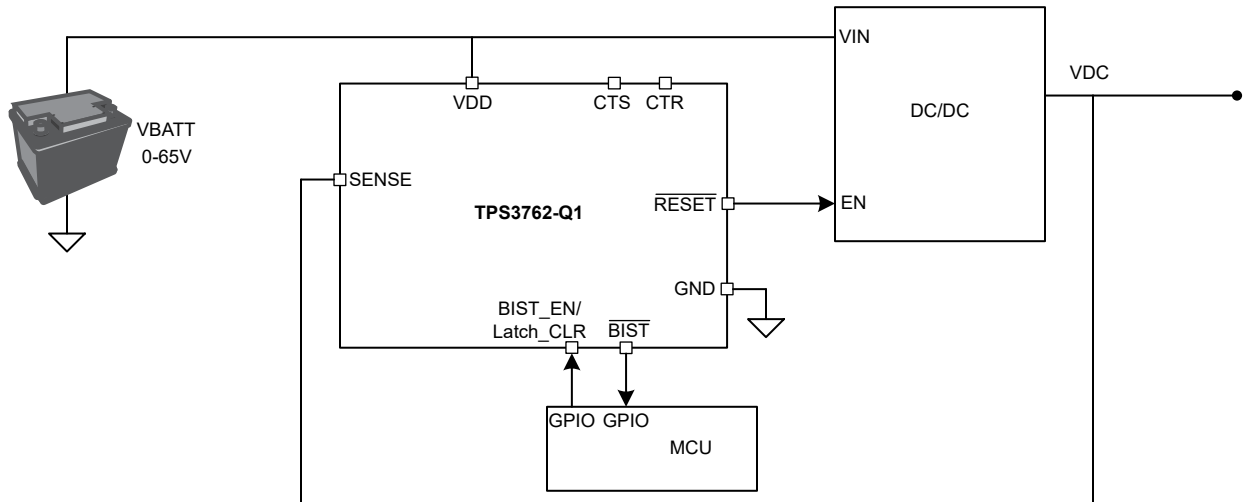 VIN
VDC
DC/DC
VDD
CTS
CTR
VBATT
0-65V
SENSE
TPS3762-Q1
RESET
EN
GND
BIST_EN/
Latch_CLR
BIST
GPIO
GPIO
MCU